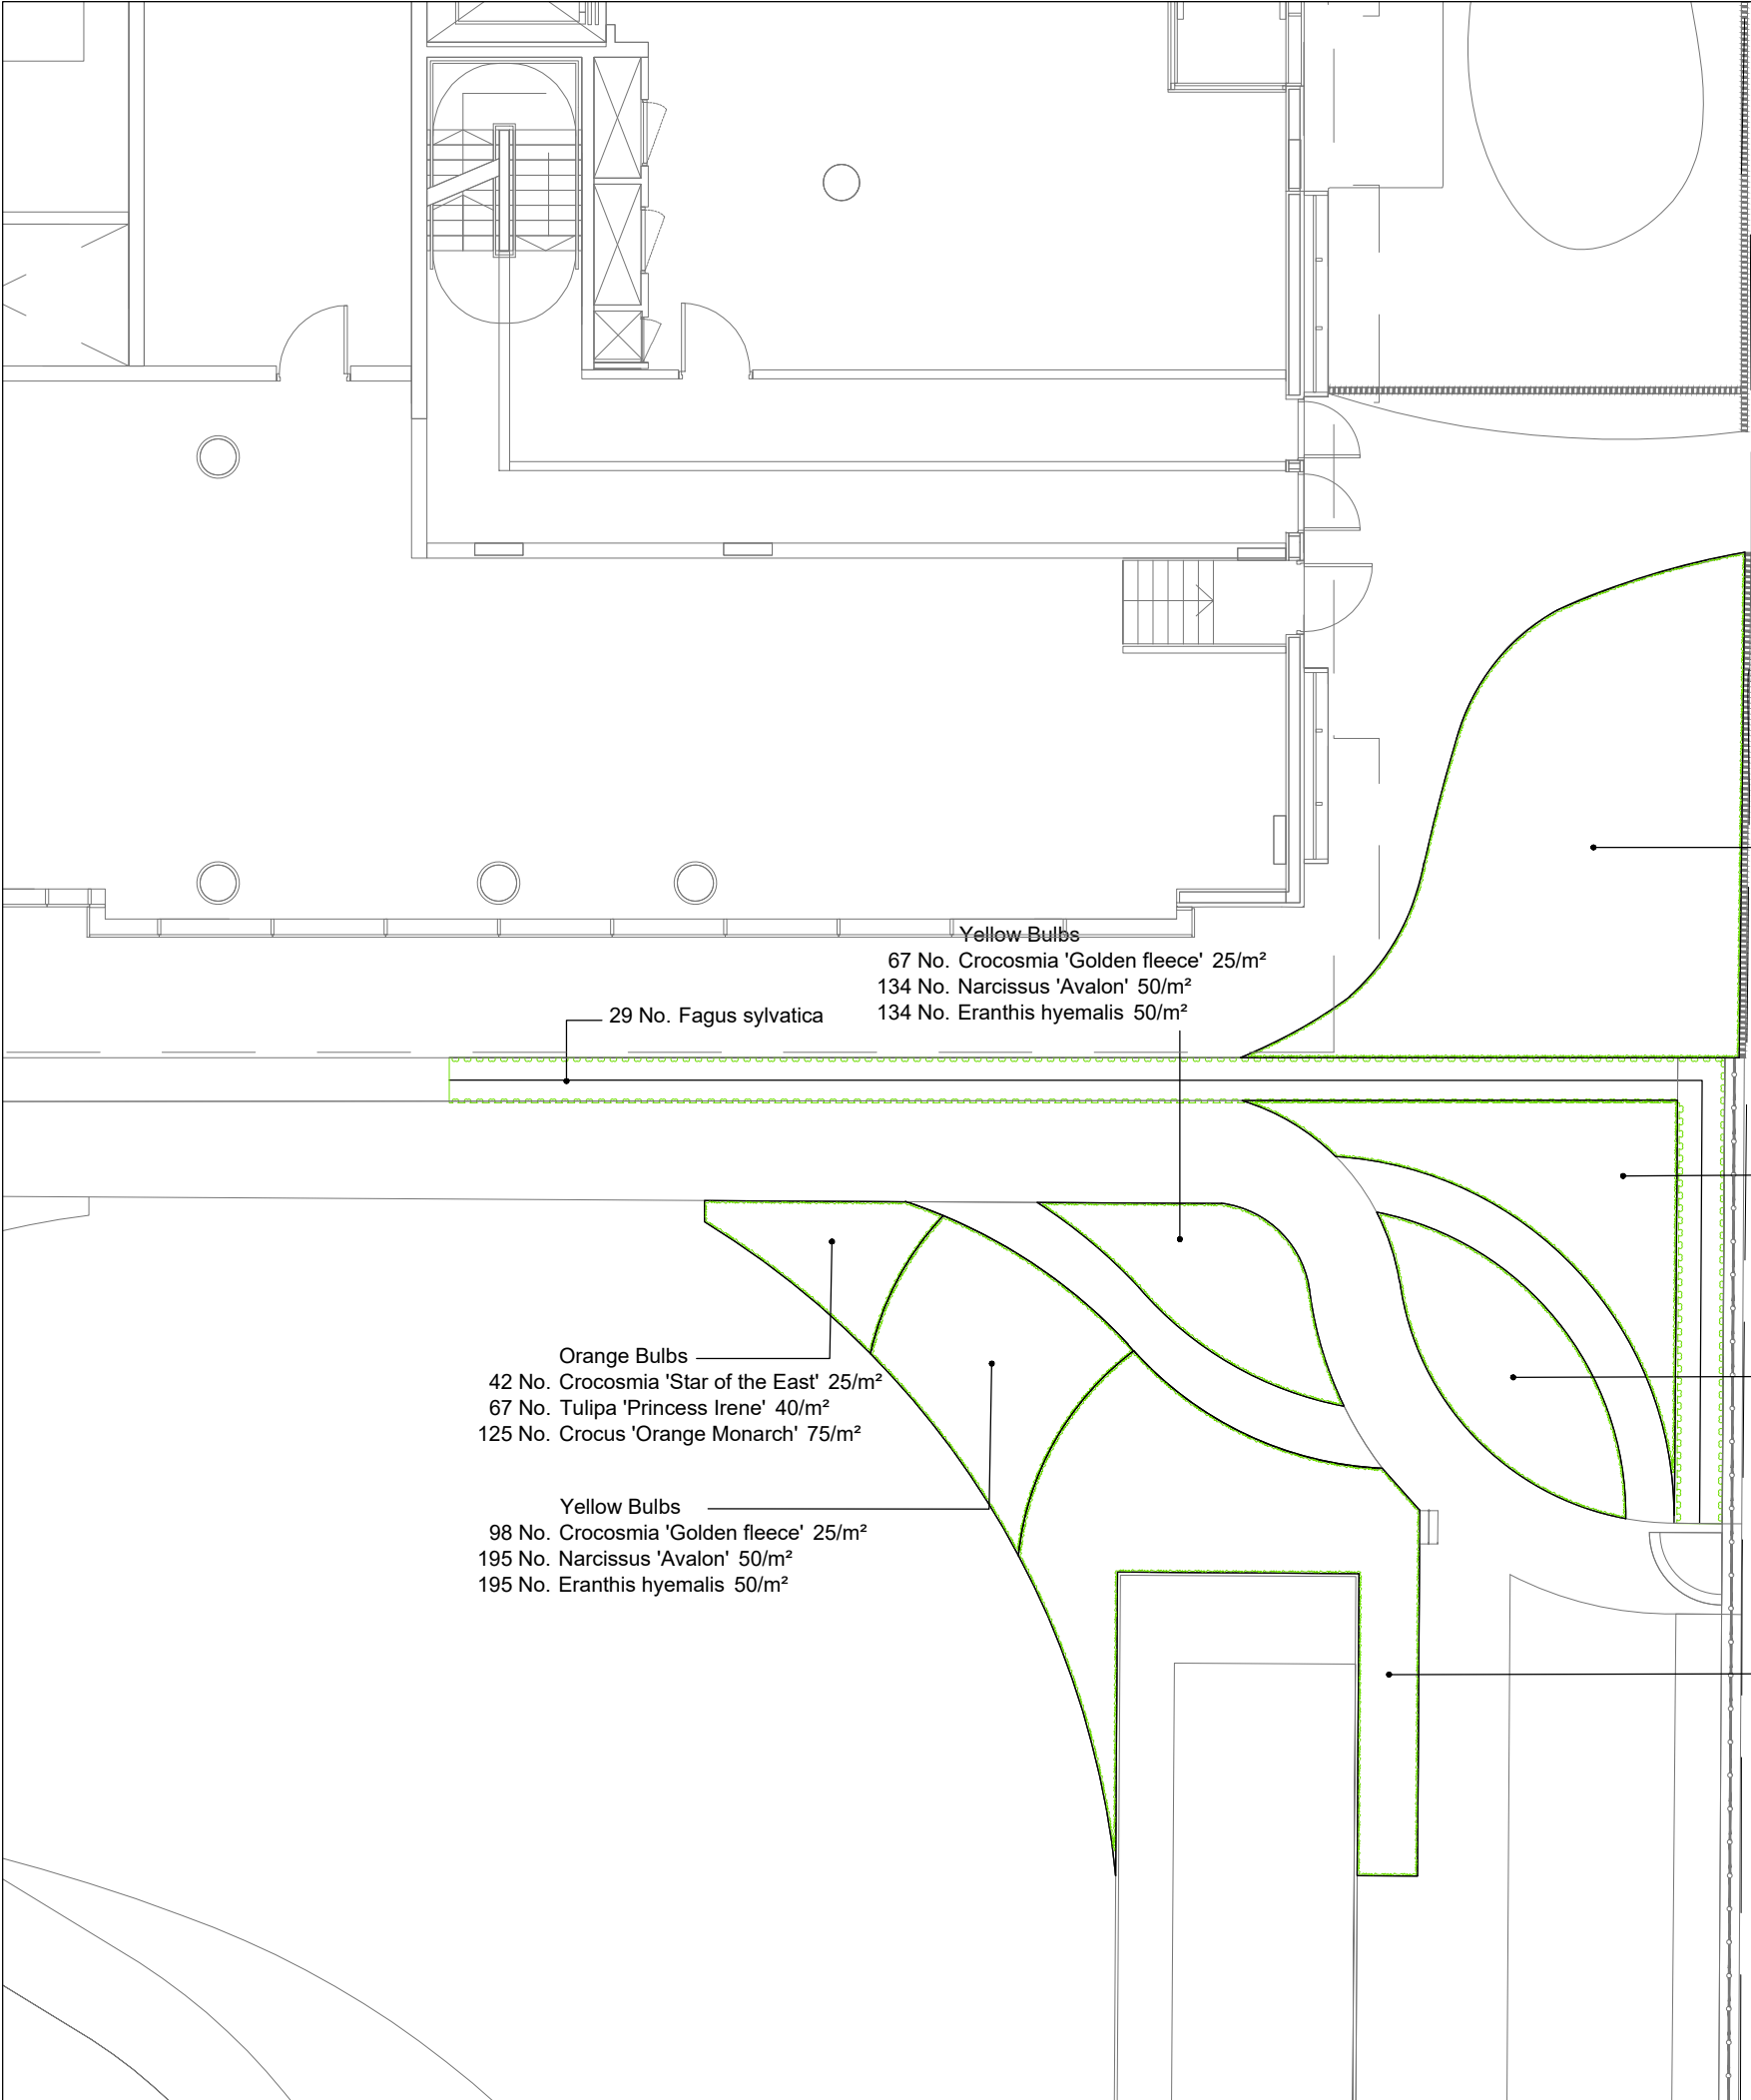 Yellow Bulbs
67 No. Crocosmia 'Golden fleece' 25/m²
134 No. Narcissus 'Avalon' 50/m²
134 No. Eranthis hyemalis 50/m²
29 No. Fagus sylvatica
Orange Bulbs
42 No. Crocosmia 'Star of the East' 25/m²
67 No. Tulipa 'Princess Irene' 40/m²
125 No. Crocus 'Orange Monarch' 75/m²
Yellow Bulbs
98 No. Crocosmia 'Golden fleece' 25/m²
195 No. Narcissus 'Avalon' 50/m²
195 No. Eranthis hyemalis 50/m²